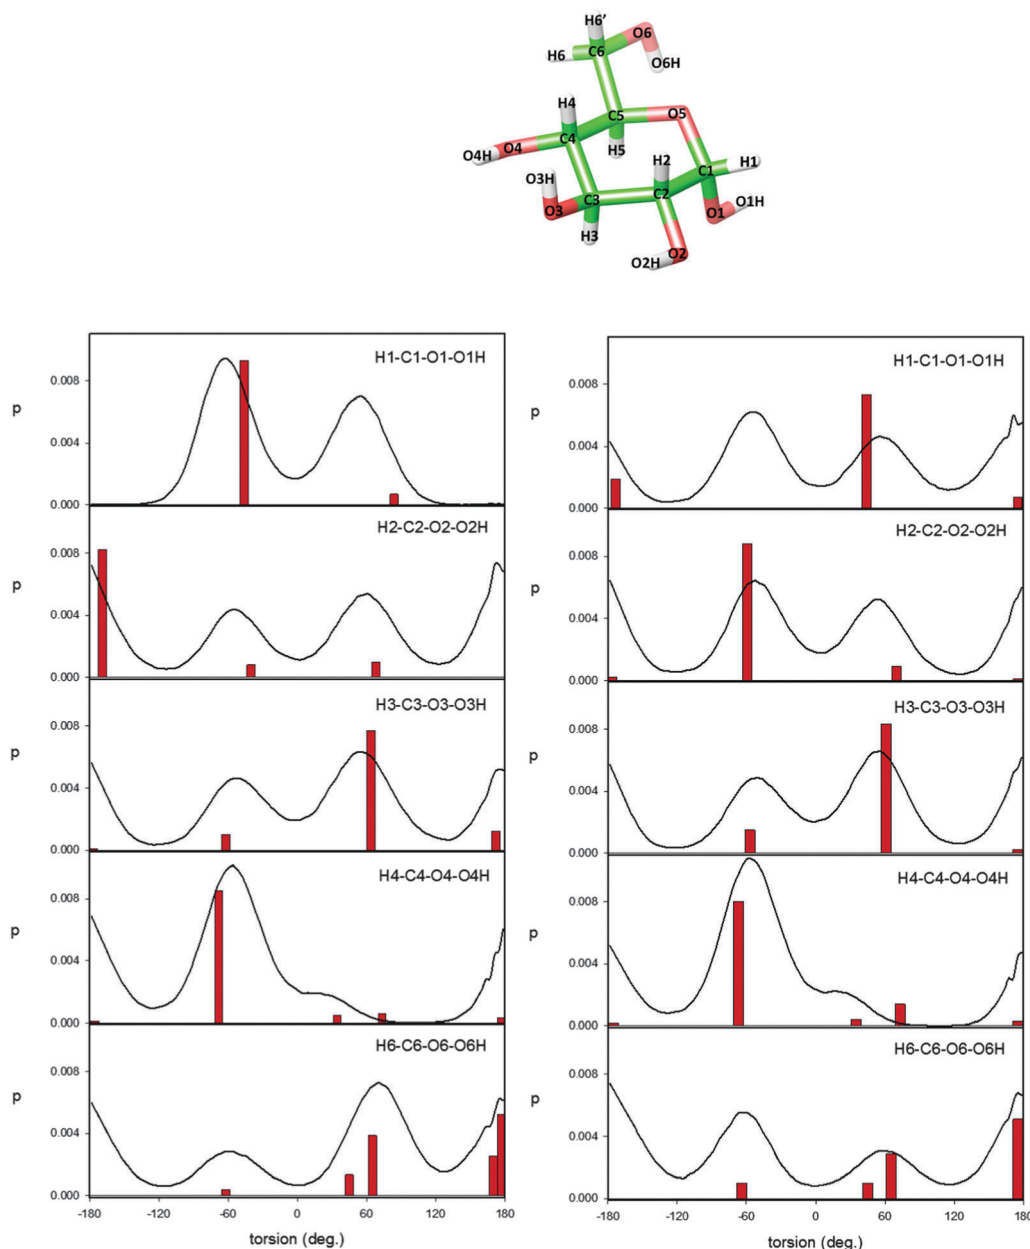 H6’
O6
H6
C6
O6H
H4
C5
O5
O4H
O4
C4
H5
H2
C1
H1
O3H
C2
O1H
O3
C3
O1
H3
O2
O2H
H1-C1-O1-O1H
0.008
p
0.004
0.000
H2-C2-O2-O2H
0.008
p
0.004
0.000
H3-C3-O3-O3H
0.008
p
0.004
0.000
H4-C4-O4-O4H
0.008
p
0.004
0.000
H6-C6-O6-O6H
0.008
p
0.004
0.000
-180
-120
-60
0
60
120
180
torsion (deg.)
H1-C1-O1-O1H
0.008
p
0.004
0.000
H2-C2-O2-O2H
0.008
p
0.004
0.000
H3-C3-O3-O3H
0.008
p
0.004
0.000
H4-C4-O4-O4H
0.008
p
0.004
0.000
H6-C6-O6-O6H
0.008
p
0.004
0.000
-180
-120
-60
0
60
120
180
torsion (deg.)